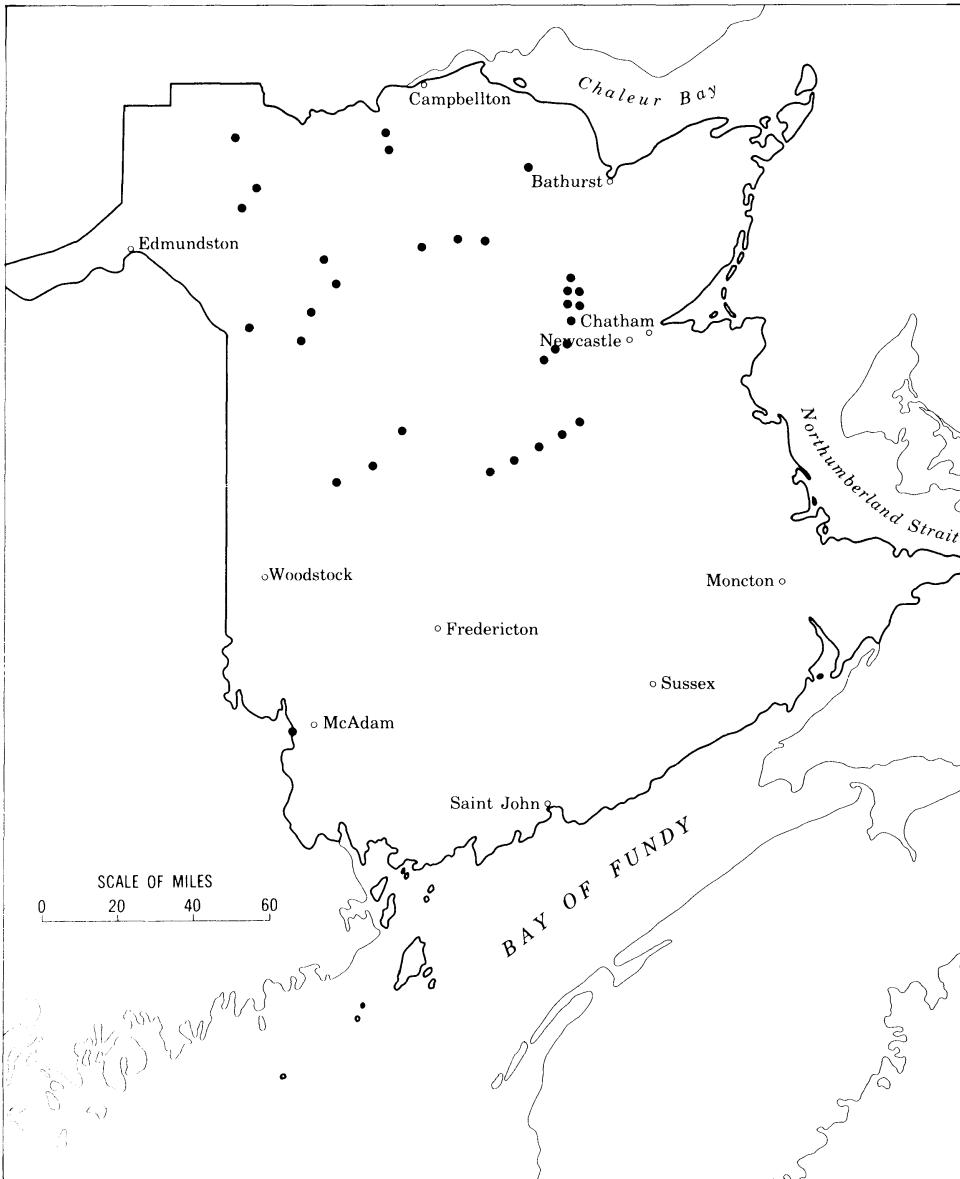 Campbellton
Chaleur Bay
Bathurst
Edmundston
Chatham
Newcastle
Northumberland Strait
Woodstock
Moncton
Fredericton
Sussex
McAdam
Saint John
BAY OF FUNDY
SCALE OF MILES
0 20 40 60